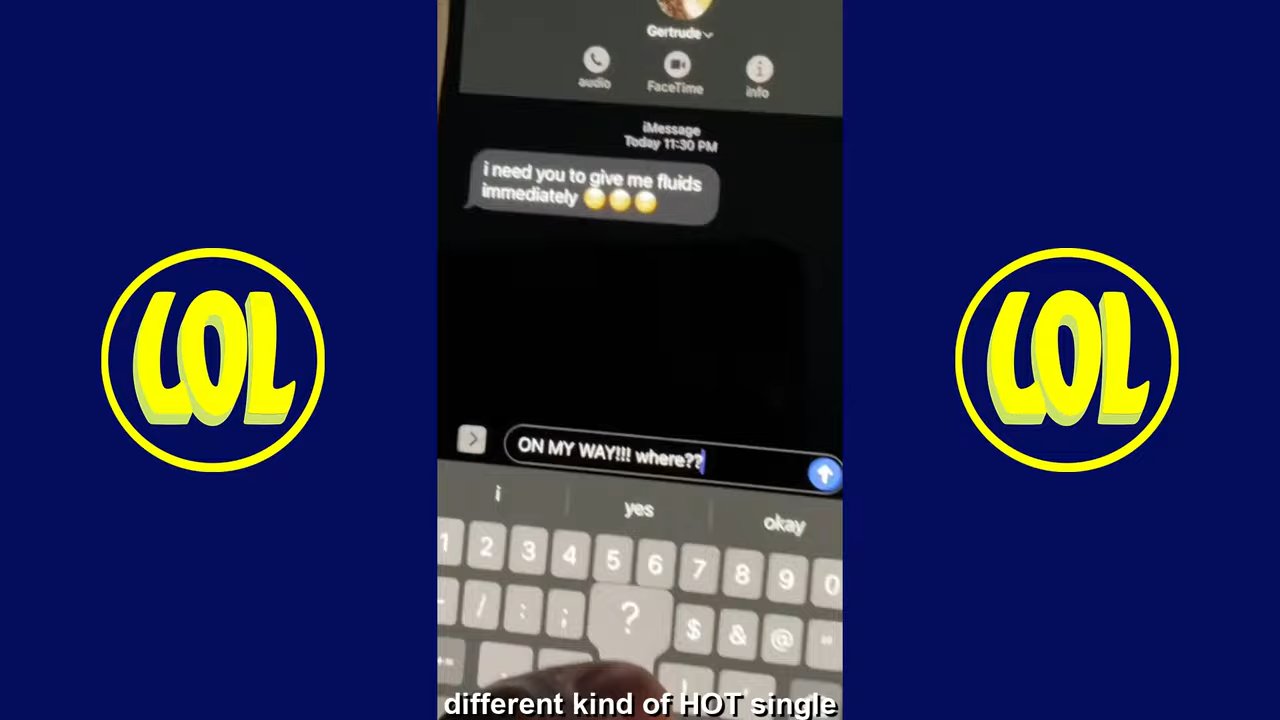 Gertrude
audio
FaceTime
info
iMessage
Today 11:30 PM
i need you to give me fluids
immediately
LOL
LOL
ON MY WAY!!! where??
i
yes
okay
1 2 3 4 5 6 7 8 9 0
- / : ;
?
$ & @ "
different kind of HOT single